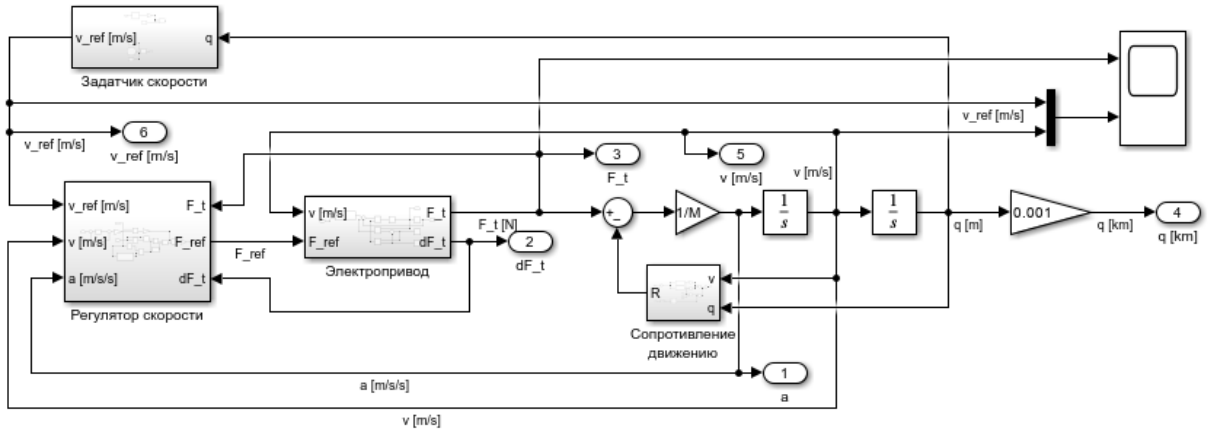 v_ref [m/s]
q
Задатчик скорости
6
v_ref [m/s]
v_ref [m/s]
v_ref [m/s]
3
F_t
5
v [m/s]
v [m/s]
v_ref [m/s]
F_t
v [m/s]
F_ref
a [m/s/s]
dF_t
Регулятор скорости
F_ref
v [m/s]
F_t
F_ref
dF_t
Электропривод
F_t [N]
2
dF_t
+
-
1/M
1
s
1
s
q [m]
0.001
q [km]
4
q [km]
v
R
q
Сопротивление
движению
a [m/s/s]
1
a
v [m/s]